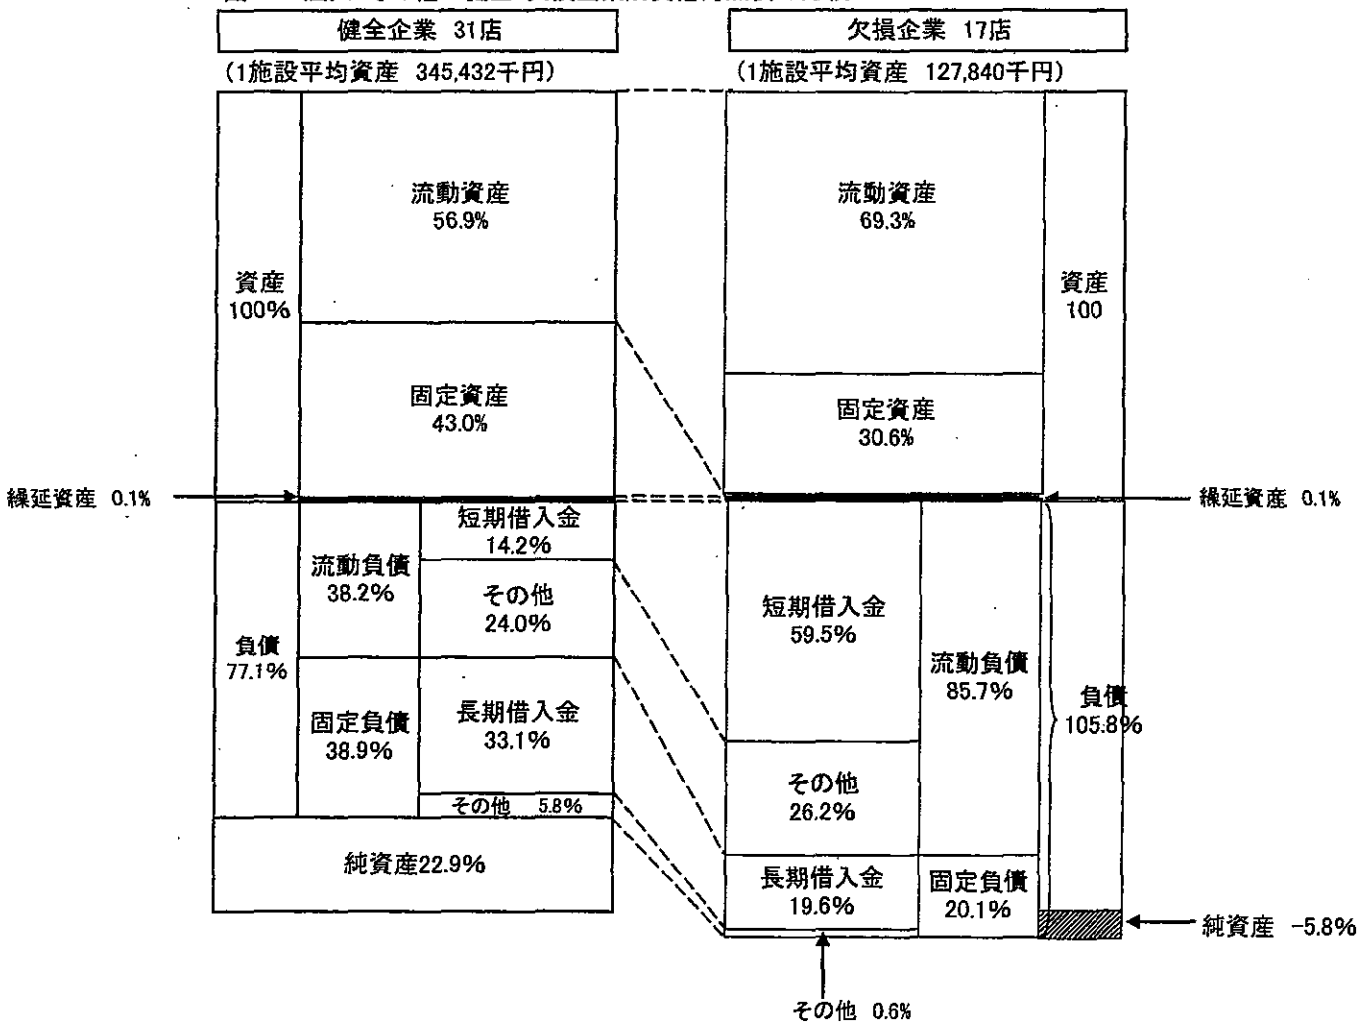 健全企業 31店
欠損企業 17店
(1施設平均資産 345,432千円)
(1施設平均資産 127,840千円)
流動資産
56.9%
流動資産
69.3%
資産
100%
資産
100
固定資産
43.0%
固定資産
30.6%
繰延資産 0.1%
繰延資産 0.1%
短期借入金
14.2%
流動負債
38.2%
その他
24.0%
短期借入金
59.5%
負債
77.1%
流動負債
85.7%
固定負債
38.9%
長期借入金
33.1%
負債
105.8%
その他 5.8%
その他
26.2%
純資産22.9%
長期借入金
19.6%
固定負債
20.1%
純資産 -5.8%
その他 0.6%